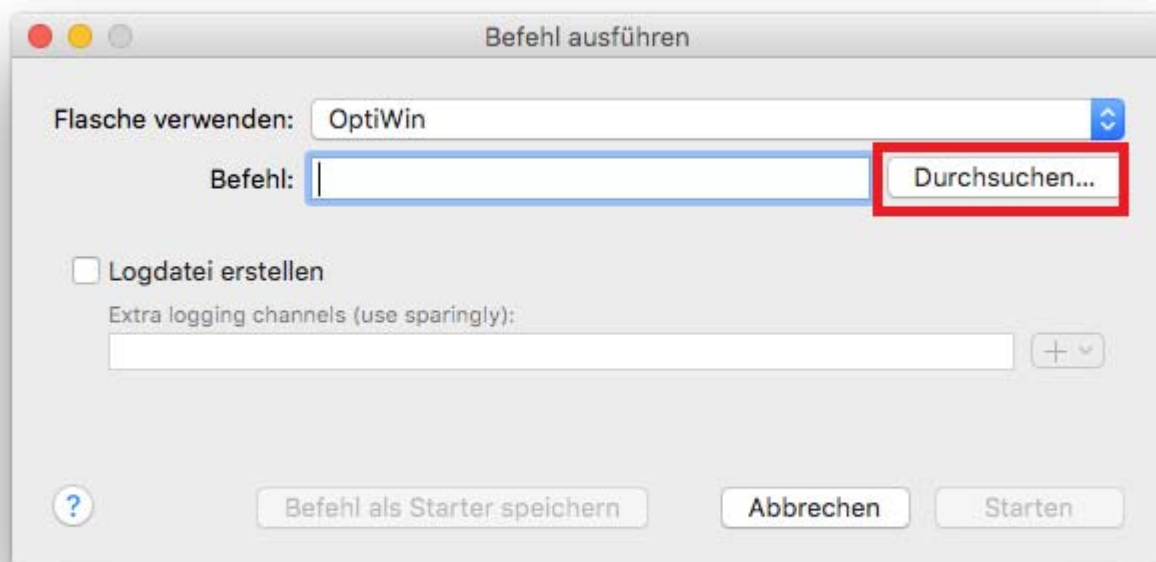 Befehl ausführen
Flasche verwenden: OptiWin
Befehl: Durchsuchen...
Logdatei erstellen
Extra logging channels (use sparingly):
? Befehl als Starter speichern Abbrechen Starten